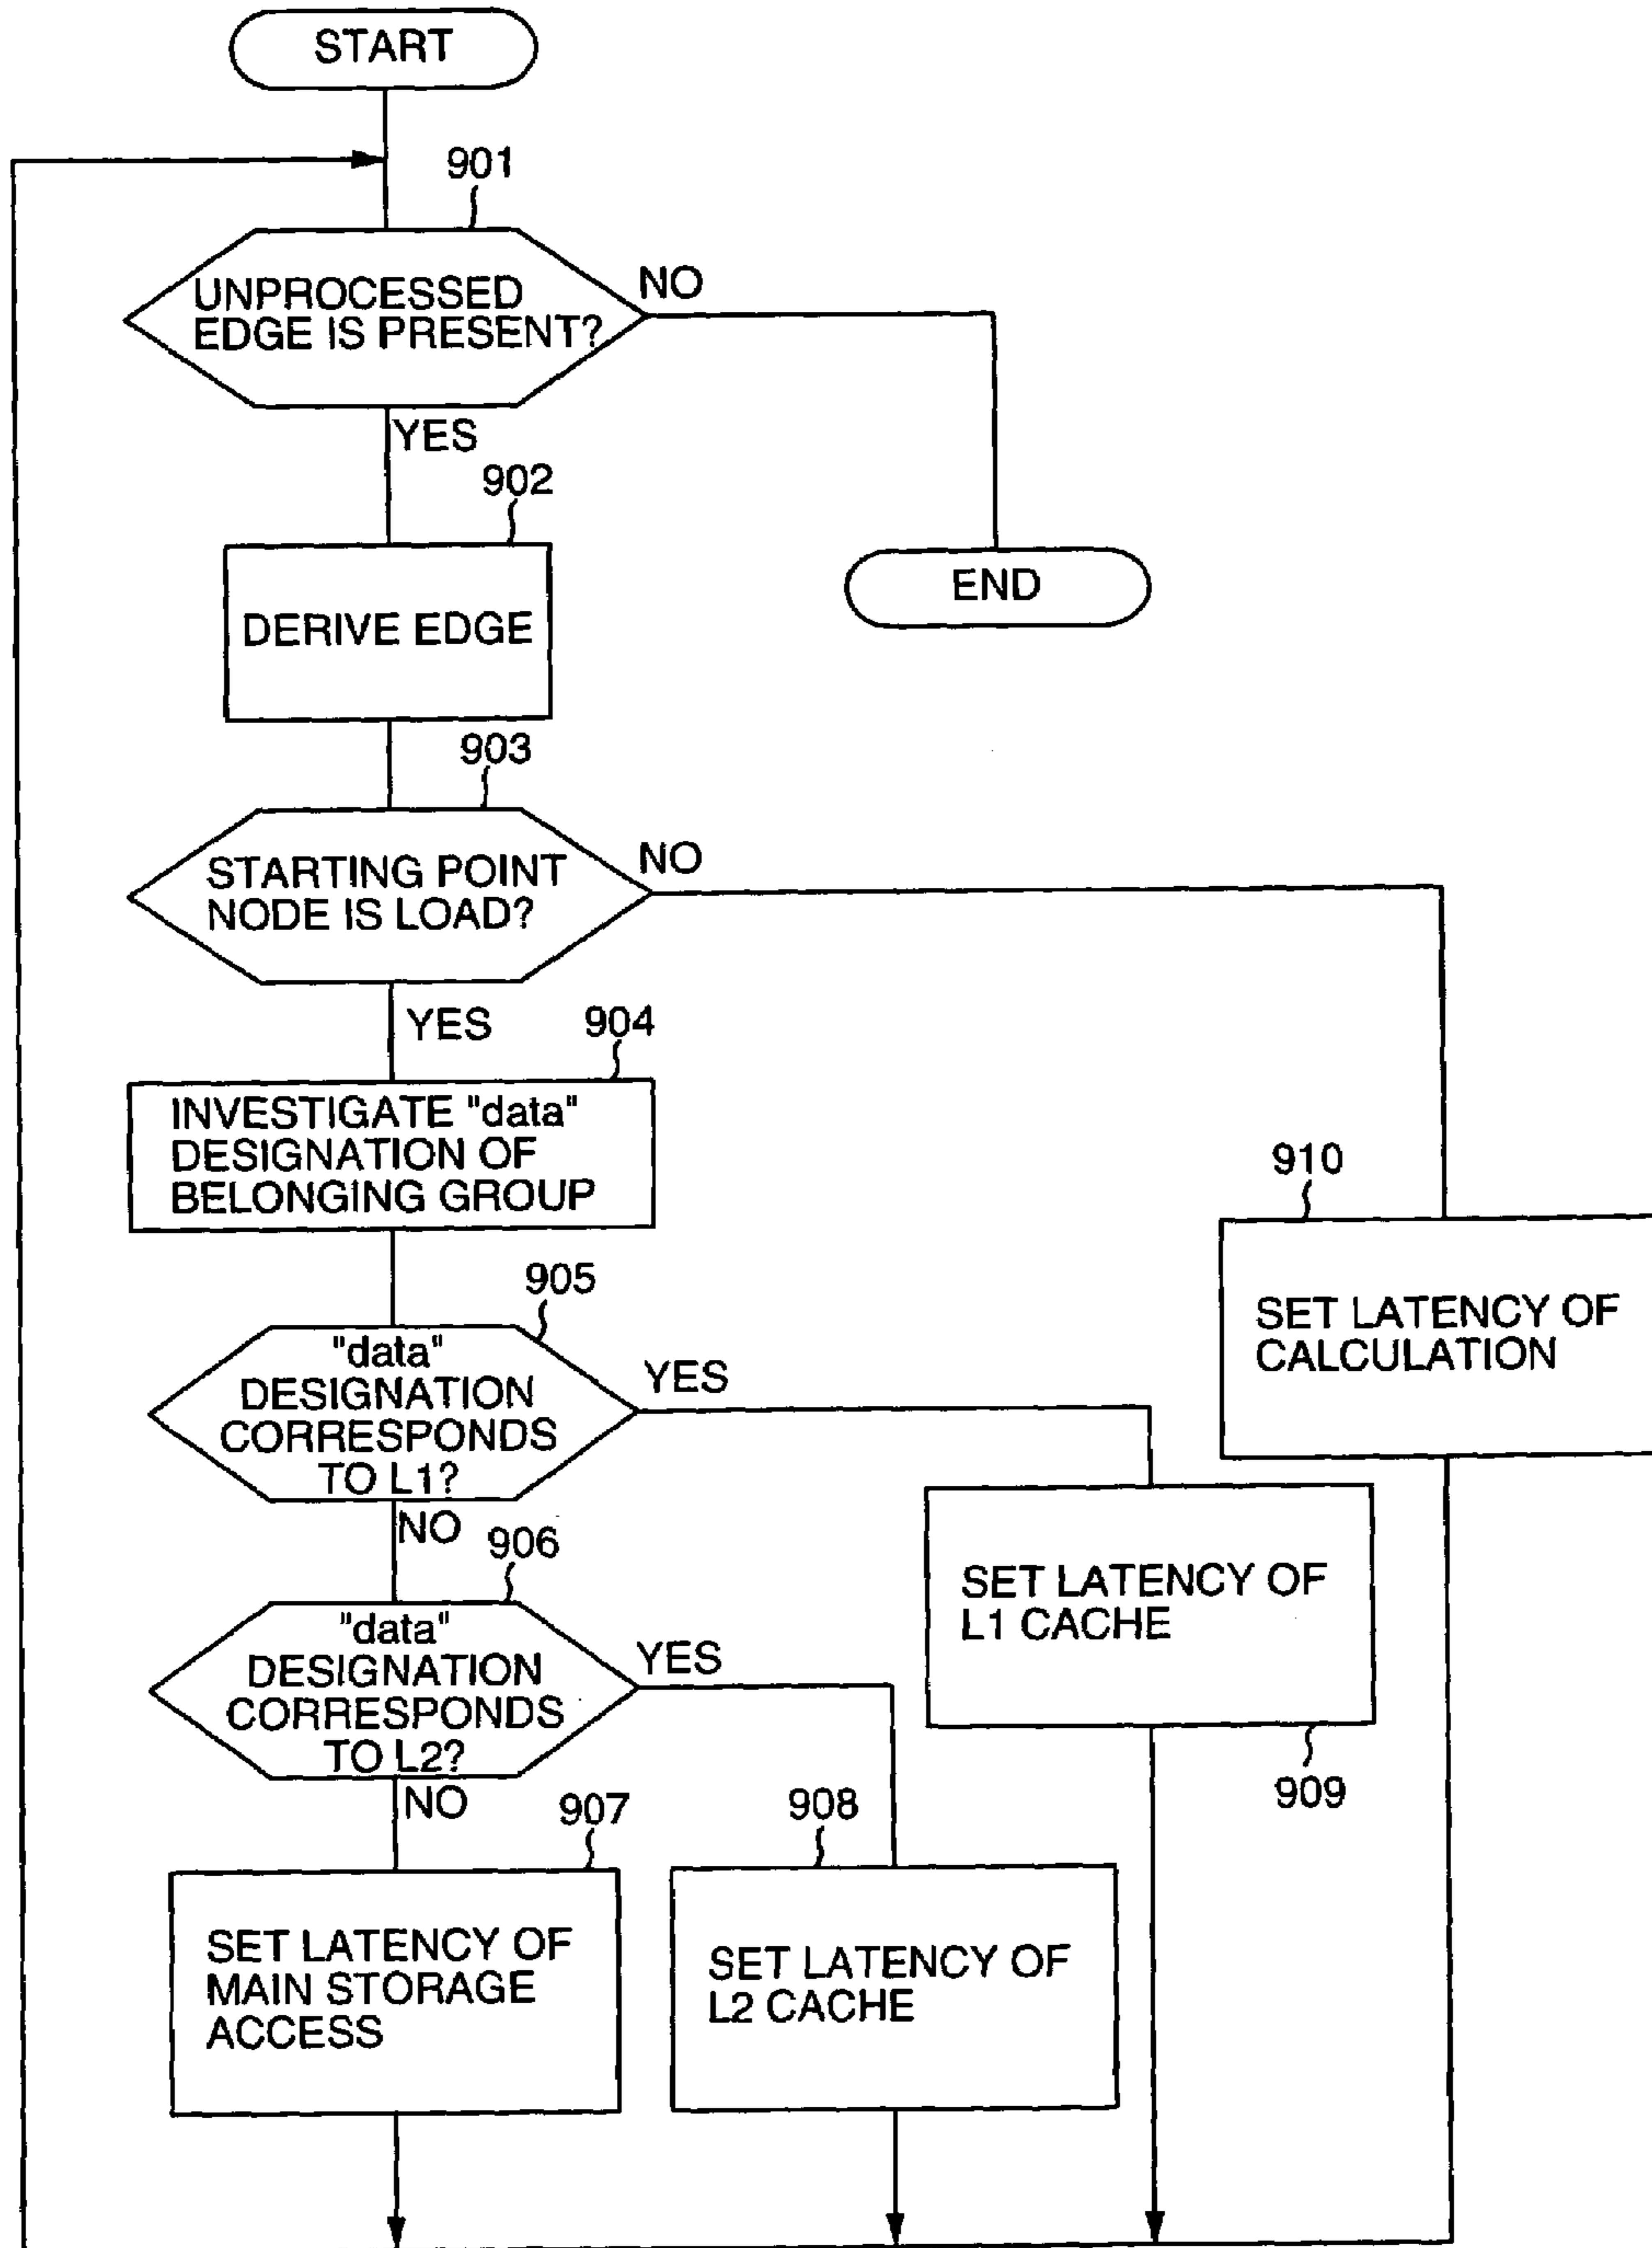 START
901
UNPROCESSED
EDGE IS PRESENT?
NO
YES
902
DERIVE EDGE
END
903
STARTING POINT
NODE IS LOAD?
NO
YES
904
INVESTIGATE "data"
DESIGNATION OF
BELONGING GROUP
910
SET LATENCY OF
CALCULATION
905
"data"
DESIGNATION
CORRESPONDS
TO L1?
YES
NO
906
"data"
DESIGNATION
CORRESPONDS
TO L2?
YES
NO
SET LATENCY OF
L1 CACHE
909
907
SET LATENCY OF
MAIN STORAGE
ACCESS
908
SET LATENCY OF
L2 CACHE